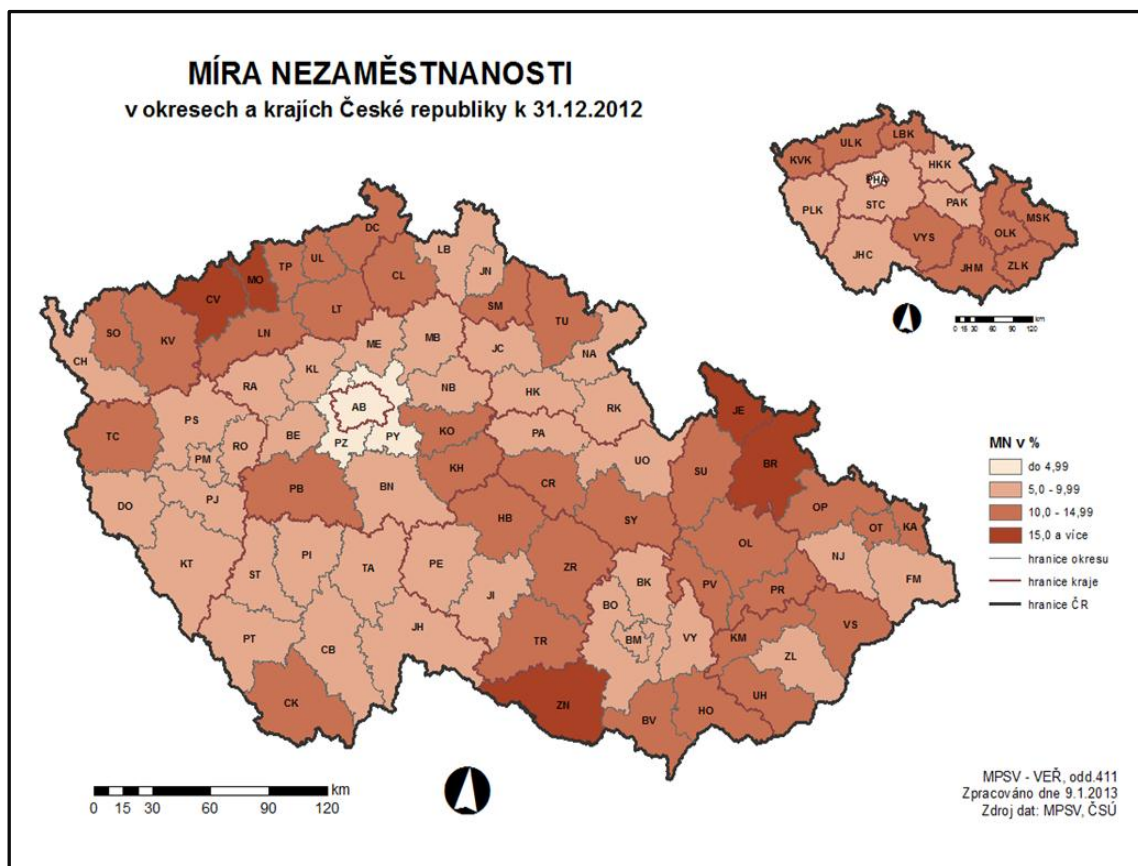 MÍRA NEZAMĚSTNANOSTI
v okresech a krajích České republiky k 31.12.2012
KVK
ULK
LBK
HKK
PHA
PLK
STC
PAK
JHC
VYS
OLK
MSK
JHM
ZLK
km
0 15 30 60 90 120
DC
LB
JN
TP
UL
MO
CV
CL
SM
TU
LT
SO
KV
LN
CH
ME
MB
JC
NA
KL
RA
NB
HK
RK
AB
TC
PS
RO
BE
PZ
PY
KO
PA
UO
PM
JE
BR
KH
CR
SU
DO
PJ
PB
BN
HB
SY
OP
OT
KA
KT
PI
TA
PE
ZR
OL
NJ
FM
ST
JI
BK
PV
PR
BO
BM
VY
KM
VS
PT
CB
JH
TR
ZL
CK
ZN
BV
HO
UH
MN v %
do 4,99
5,0 - 9,99
10,0 - 14,99
15,0 a více
hranice okresu
hranice kraje
hranice ČR
km
0 15 30 60 90 120
MPSV - VEŘ, odd.411
Zpracováno dne 9.1.2013
Zdroj dat: MPSV, ČSÚ